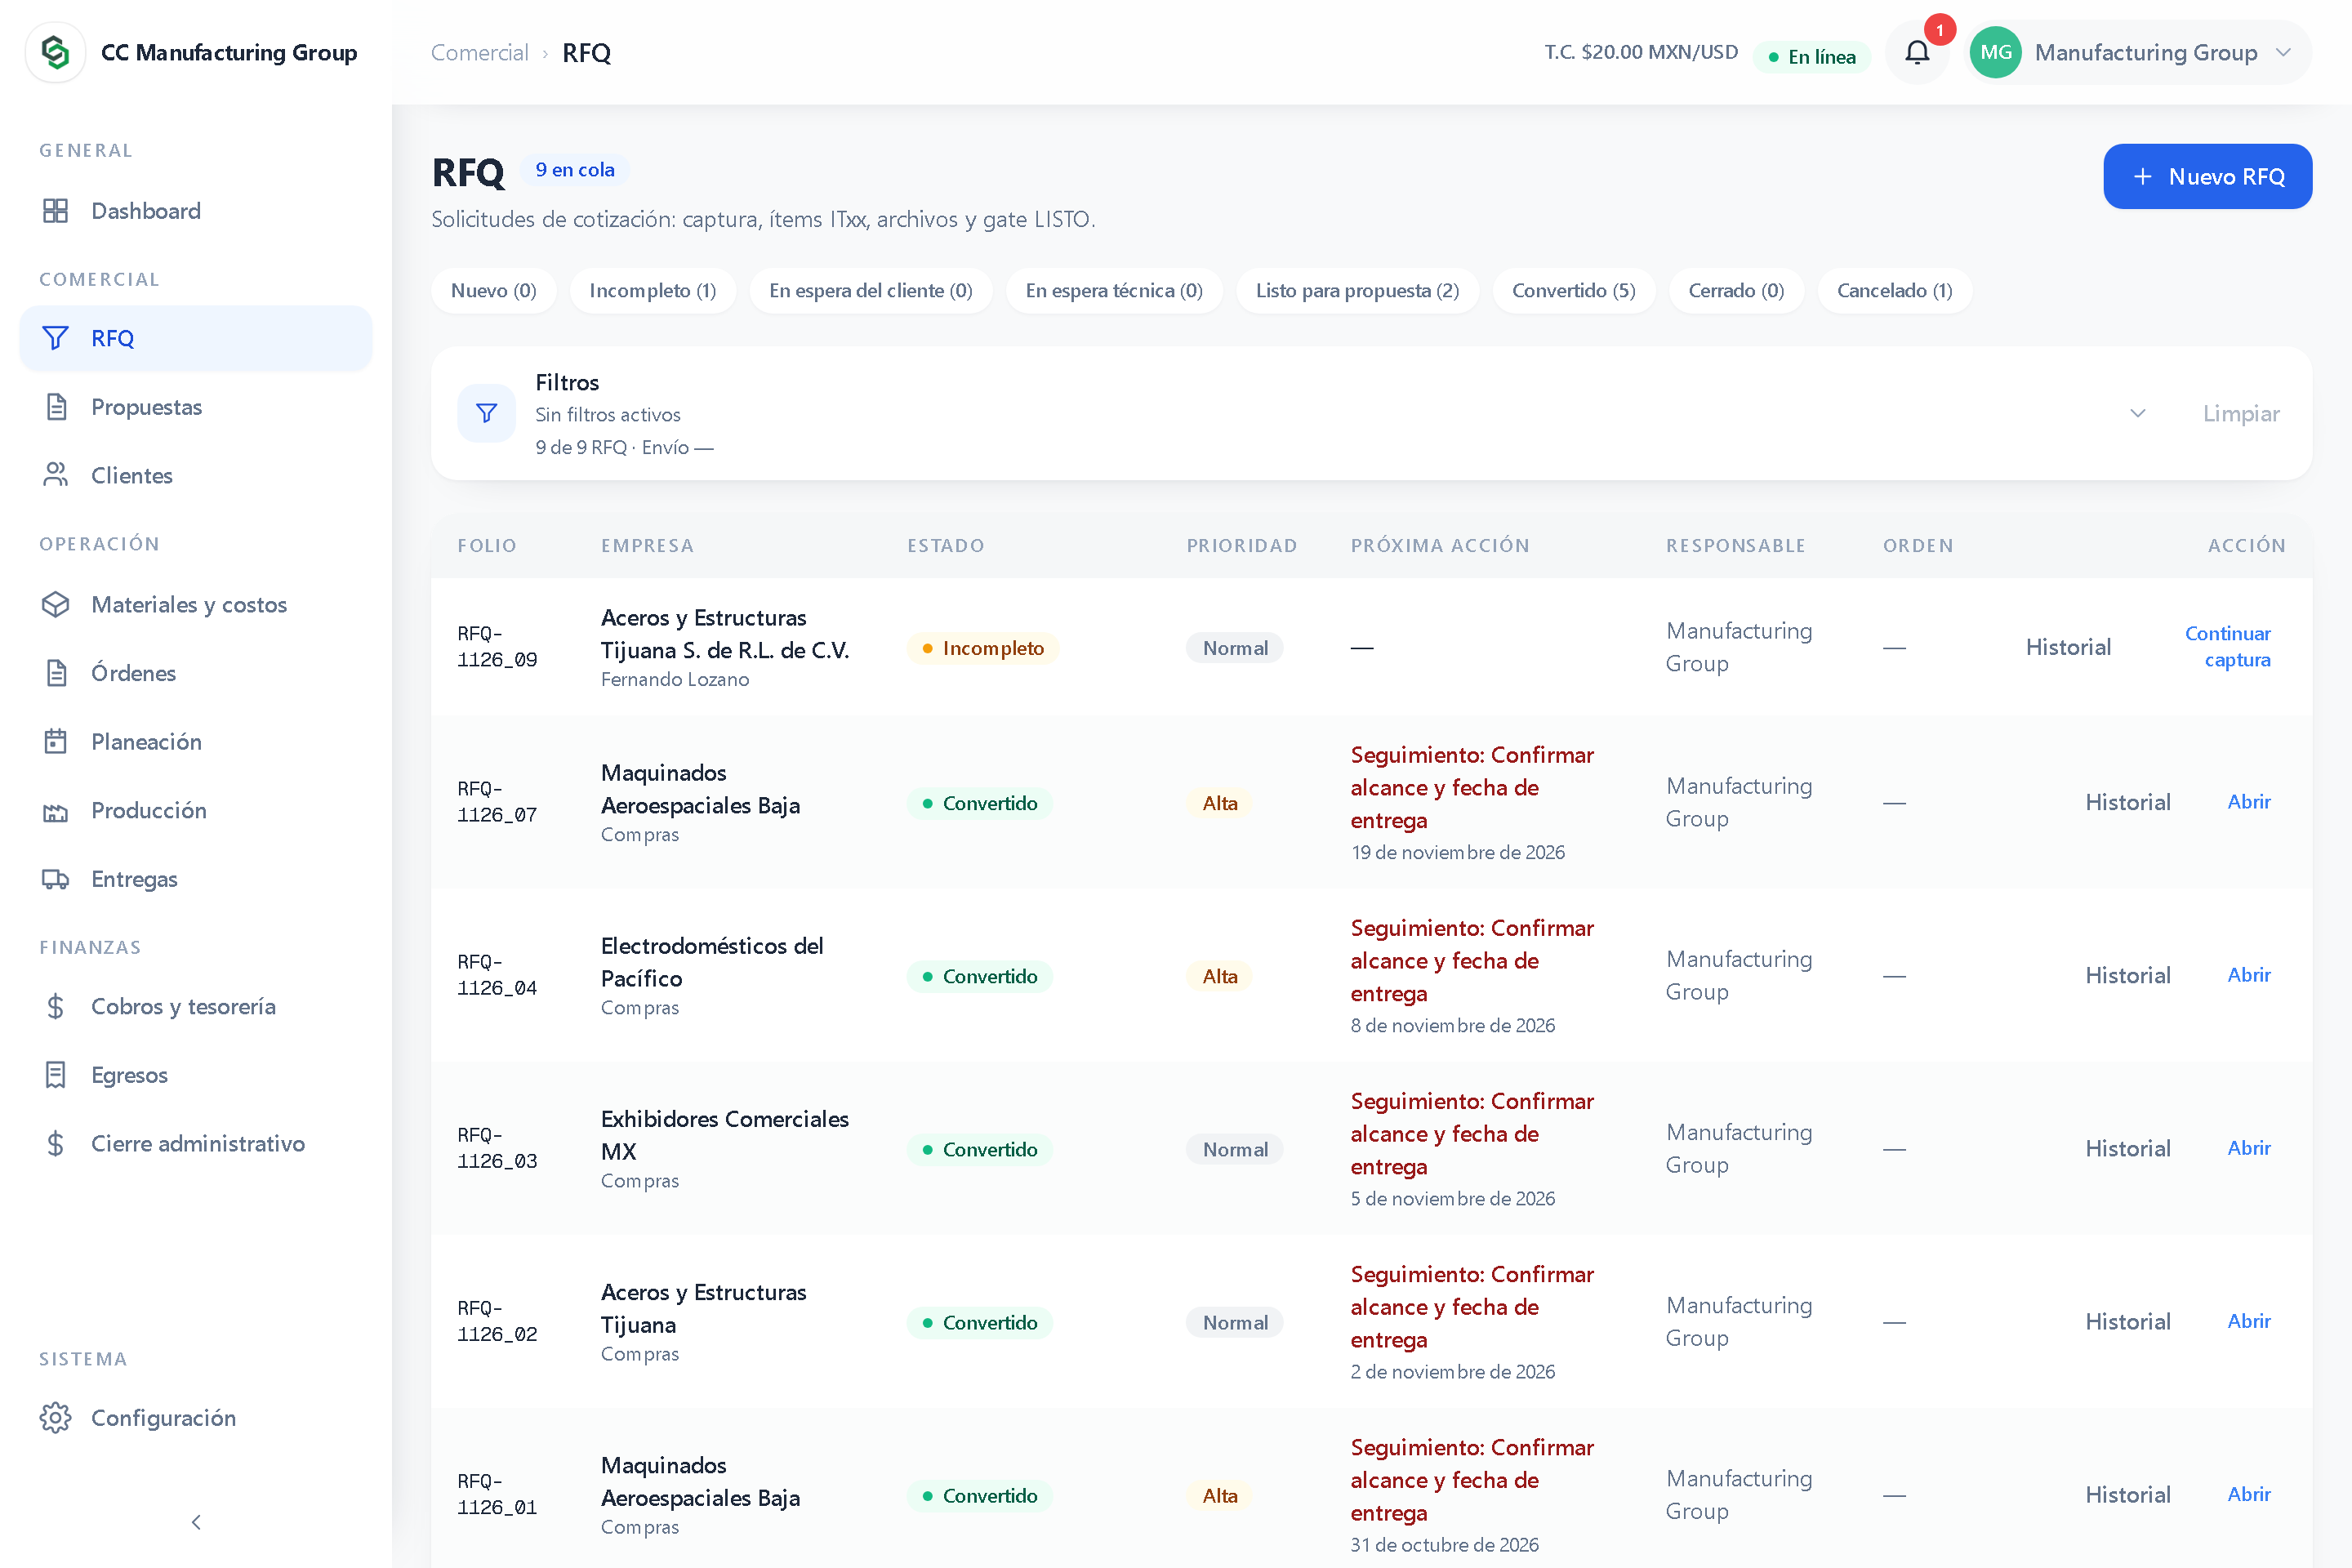 CC Manufacturing Group
Comercial › RFQ
T.C. $20.00 MXN/USD
En línea
1
MG
Manufacturing Group
GENERAL
Dashboard
COMERCIAL
RFQ
Propuestas
Clientes
OPERACIÓN
Materiales y costos
Órdenes
Planeación
Producción
Entregas
FINANZAS
Cobros y tesorería
Egresos
Cierre administrativo
SISTEMA
Configuración
RFQ
9 en cola
Solicitudes de cotización: captura, ítems ITxx, archivos y gate LISTO.
+ Nuevo RFQ
Nuevo (0)
Incompleto (1)
En espera del cliente (0)
En espera técnica (0)
Listo para propuesta (2)
Convertido (5)
Cerrado (0)
Cancelado (1)
Filtros
Sin filtros activos
9 de 9 RFQ · Envío —
Limpiar
FOLIO EMPRESA ESTADO PRIORIDAD PRÓXIMA ACCIÓN RESPONSABLE ORDEN ACCIÓN
RFQ-
1126_09
Aceros y Estructuras
Tijuana S. de R.L. de C.V.
Fernando Lozano
Incompleto
Normal
—
Manufacturing
Group
—
Historial
Continuar
captura
RFQ-
1126_07
Maquinados
Aeroespaciales Baja
Compras
Convertido
Alta
Seguimiento: Confirmar
alcance y fecha de
entrega
19 de noviembre de 2026
Manufacturing
Group
—
Historial
Abrir
RFQ-
1126_04
Electrodomésticos del
Pacífico
Compras
Convertido
Alta
Seguimiento: Confirmar
alcance y fecha de
entrega
8 de noviembre de 2026
Manufacturing
Group
—
Historial
Abrir
RFQ-
1126_03
Exhibidores Comerciales
MX
Compras
Convertido
Normal
Seguimiento: Confirmar
alcance y fecha de
entrega
5 de noviembre de 2026
Manufacturing
Group
—
Historial
Abrir
RFQ-
1126_02
Aceros y Estructuras
Tijuana
Compras
Convertido
Normal
Seguimiento: Confirmar
alcance y fecha de
entrega
2 de noviembre de 2026
Manufacturing
Group
—
Historial
Abrir
RFQ-
1126_01
Maquinados
Aeroespaciales Baja
Compras
Convertido
Alta
Seguimiento: Confirmar
alcance y fecha de
entrega
31 de octubre de 2026
Manufacturing
Group
—
Historial
Abrir